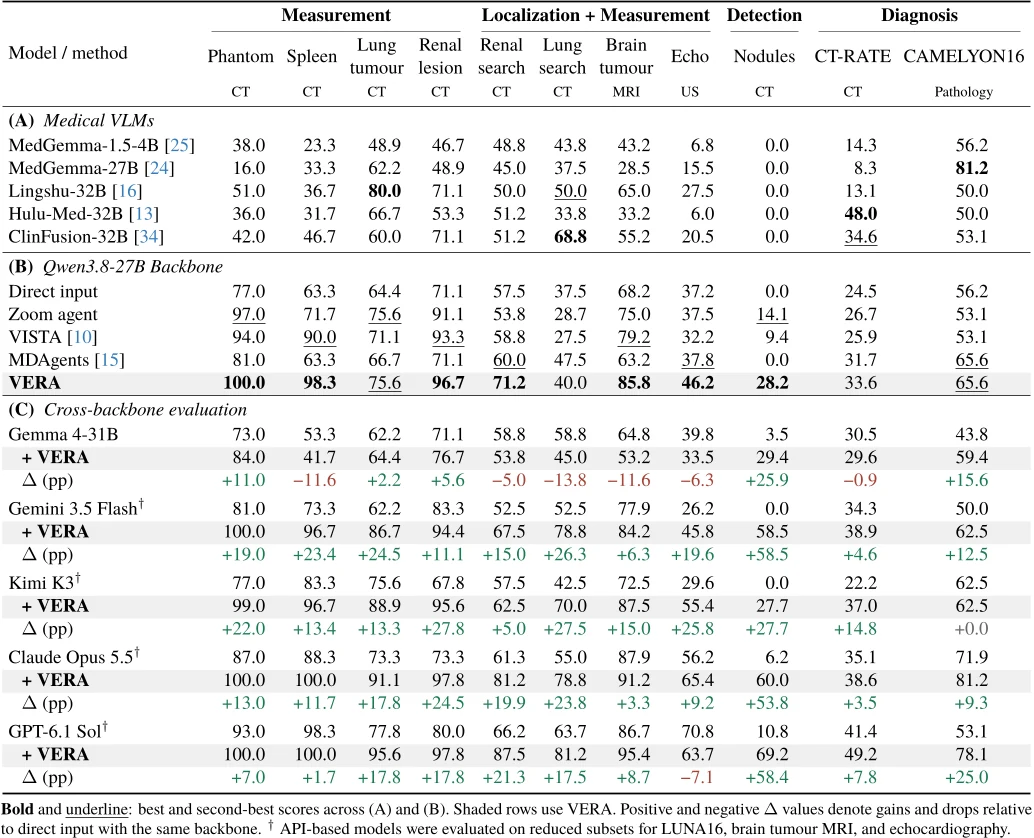 Measurement Localization + Measurement Detection Diagnosis
Model / method Phantom Spleen Lung tumour Renal lesion Renal search Lung search Brain tumour Echo Nodules CT-RATE CAMELYON16
CT CT CT CT CT CT MRI US CT CT Pathology
(A) Medical VLMs
MedGemma-1.5-4B [25] 38.0 23.3 48.9 46.7 48.8 43.8 43.2 6.8 0.0 14.3 56.2
MedGemma-27B [24] 16.0 33.3 62.2 48.9 45.0 37.5 28.5 15.5 0.0 8.3 81.2
Lingshu-32B [16] 51.0 36.7 80.0 71.1 50.0 50.0 65.0 27.5 0.0 13.1 50.0
Hulu-Med-32B [13] 36.0 31.7 66.7 53.3 51.2 33.8 33.2 6.0 0.0 48.0 50.0
ClinFusion-32B [34] 42.0 46.7 60.0 71.1 51.2 68.8 55.2 20.5 0.0 34.6 53.1
(B) Qwen3.8-27B Backbone
Direct input 77.0 63.3 64.4 71.1 57.5 37.5 68.2 37.2 0.0 24.5 56.2
Zoom agent 97.0 71.7 75.6 91.1 53.8 28.7 75.0 37.5 14.1 26.7 53.1
VISTA [10] 94.0 90.0 71.1 93.3 58.8 27.5 79.2 32.2 9.4 25.9 53.1
MDAgents [15] 81.0 63.3 66.7 71.1 60.0 47.5 63.2 37.8 0.0 31.7 65.6
VERA 100.0 98.3 75.6 96.7 71.2 40.0 85.8 46.2 28.2 33.6 65.6
(C) Cross-backbone evaluation
Gemma 4-31B 73.0 53.3 62.2 71.1 58.8 58.8 64.8 39.8 3.5 30.5 43.8
+ VERA 84.0 41.7 64.4 76.7 53.8 45.0 53.2 33.5 29.4 29.6 59.4
Δ (pp) +11.0 −11.6 +2.2 +5.6 −5.0 −13.8 −11.6 −6.3 +25.9 −0.9 +15.6
Gemini 3.5 Flash† 81.0 73.3 62.2 83.3 52.5 52.5 77.9 26.2 0.0 34.3 50.0
+ VERA 100.0 96.7 86.7 94.4 67.5 78.8 84.2 45.8 58.5 38.9 62.5
Δ (pp) +19.0 +23.4 +24.5 +11.1 +15.0 +26.3 +6.3 +19.6 +58.5 +4.6 +12.5
Kimi K3† 77.0 83.3 75.6 67.8 57.5 42.5 72.5 29.6 0.0 22.2 62.5
+ VERA 99.0 96.7 88.9 95.6 62.5 70.0 87.5 55.4 27.7 37.0 62.5
Δ (pp) +22.0 +13.4 +13.3 +27.8 +5.0 +27.5 +15.0 +25.8 +27.7 +14.8 +0.0
Claude Opus 5.5† 87.0 88.3 73.3 73.3 61.3 55.0 87.9 56.2 6.2 35.1 71.9
+ VERA 100.0 100.0 91.1 97.8 81.2 78.8 91.2 65.4 60.0 38.6 81.2
Δ (pp) +13.0 +11.7 +17.8 +24.5 +19.9 +23.8 +3.3 +9.2 +53.8 +3.5 +9.3
GPT-6.1 Sol† 93.0 98.3 77.8 80.0 66.2 63.7 86.7 70.8 10.8 41.4 53.1
+ VERA 100.0 100.0 95.6 97.8 87.5 81.2 95.4 63.7 69.2 49.2 78.1
Δ (pp) +7.0 +1.7 +17.8 +17.8 +21.3 +17.5 +8.7 −7.1 +58.4 +7.8 +25.0
Bold and underline: best and second-best scores across (A) and (B). Shaded rows use VERA. Positive and negative Δ values denote gains and drops relative
to direct input with the same backbone. † API-based models were evaluated on reduced subsets for LUNA16, brain tumour MRI, and echocardiography.